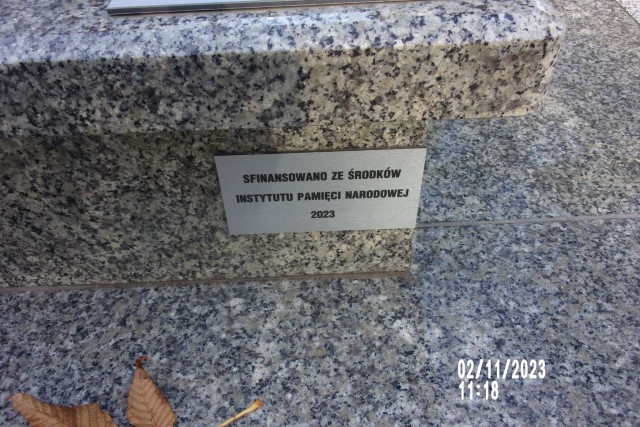 SFINANSOWANO ZE ŚRODKÓW
INSTYTUTU PAMIĘCI NARODOWEJ
2023
02/11/2023
11:18